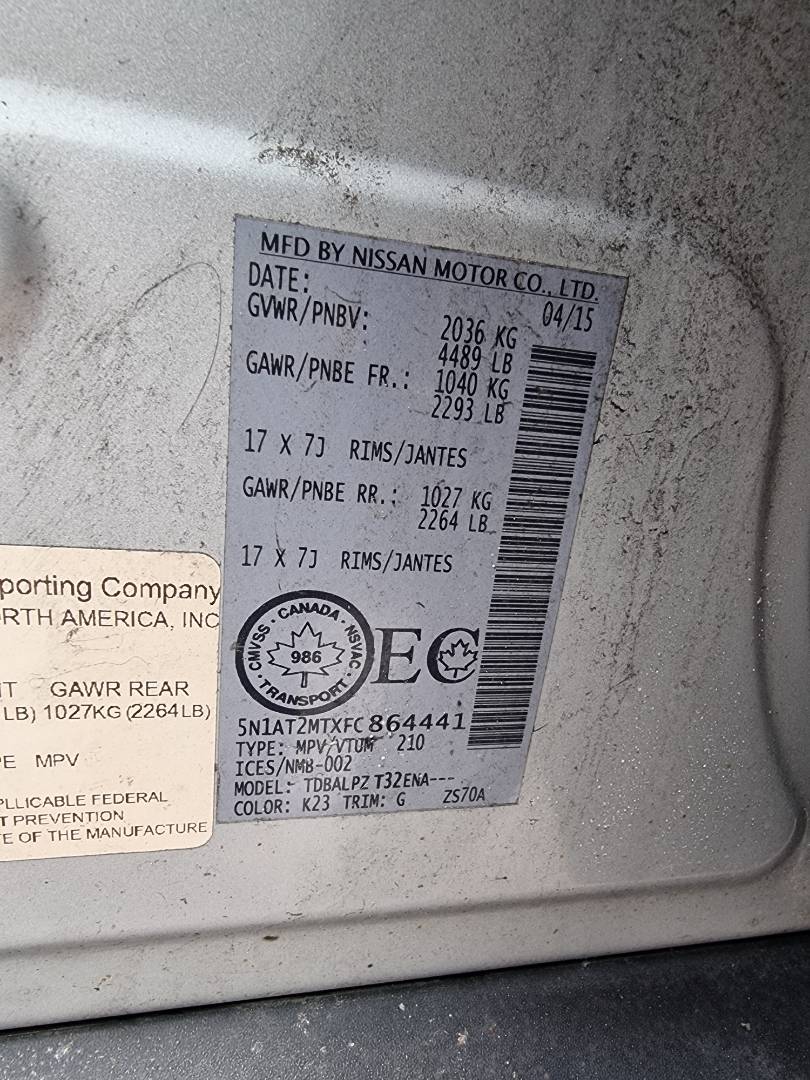 MFD BY NISSAN MOTOR CO., LTD.
DATE: 04/15
GVWR/PNBV: 2036 KG
4489 LB
GAWR/PNBE FR.: 1040 KG
2293 LB
17 X 7J RIMS/JANTES
GAWR/PNBE RR.: 1027 KG
2264 LB
17 X 7J RIMS/JANTES
CANADA · NSVAC · TRANSPORT · CMVSS ·
986
EC
5N1AT2MTXFC864441
TYPE: MPV/VTUM 210
ICES/NMB-002
MODEL: TDBALPZ T32ENA---
COLOR: K23 TRIM: G ZS70A
porting Company
RTH AMERICA, INC
GAWR REAR
LB) 1027KG (2264LB)
MPV
PLLICABLE FEDERAL
T PREVENTION
E OF THE MANUFACTURE